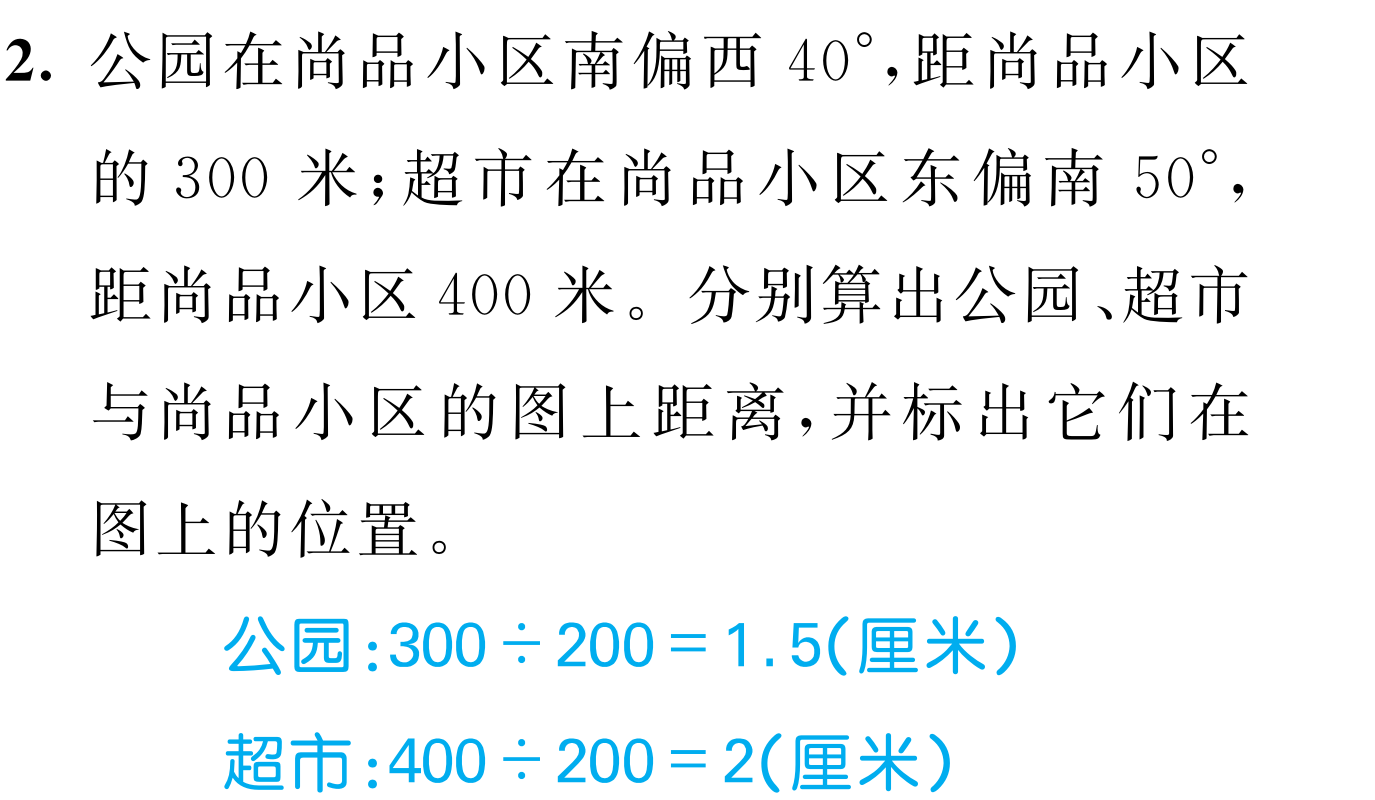 2. 公园在尚品小区南偏西 40°,距尚品小区
的 300 米;超市在尚品小区东偏南 50°,
距尚品小区 400 米。分别算出公园、超市
与尚品小区的图上距离,并标出它们在
图上的位置。
公园:300÷200=1.5(厘米)
超市:400÷200=2(厘米)